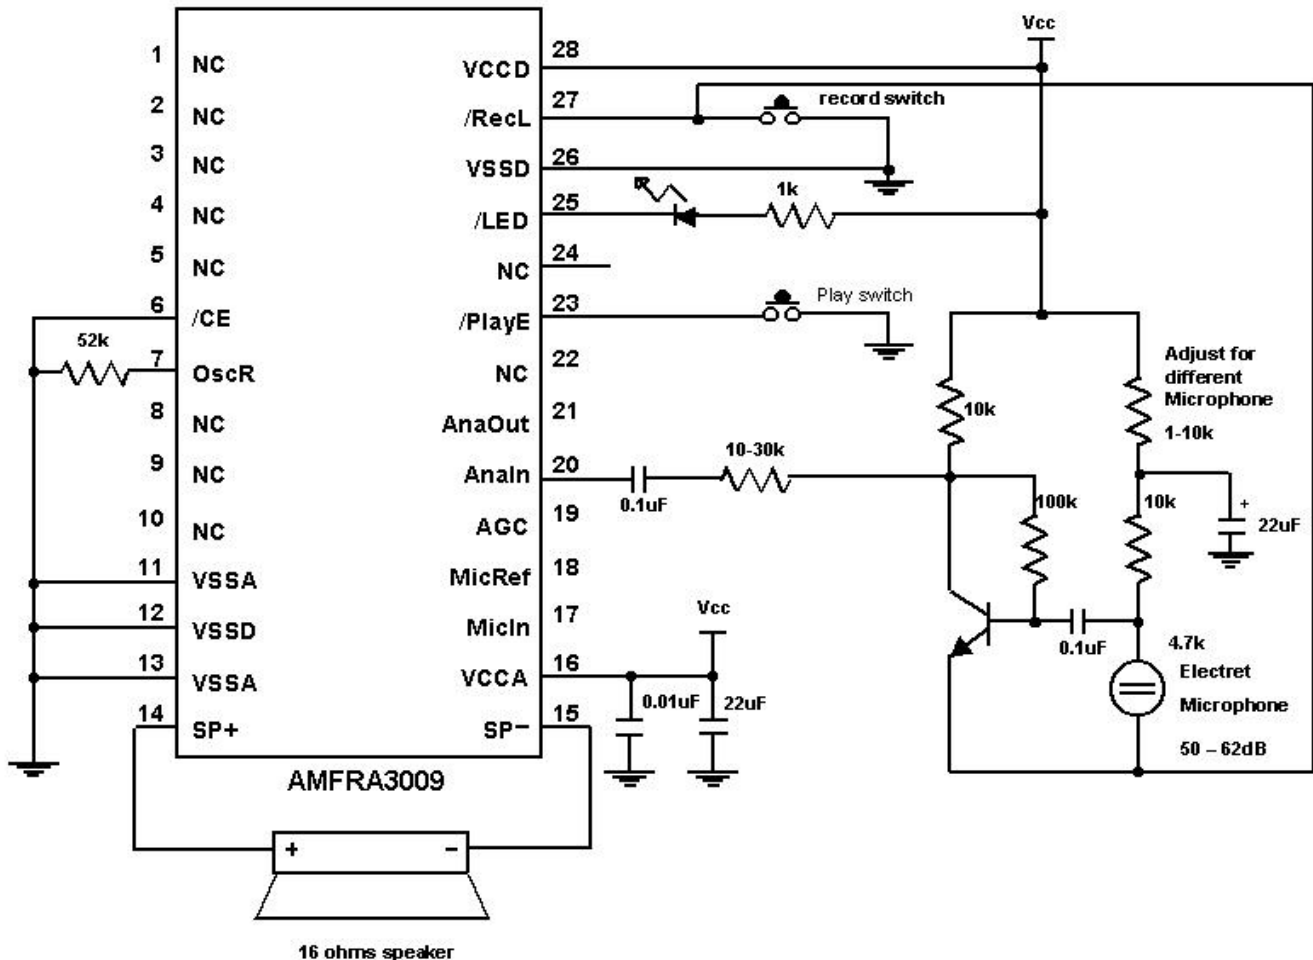 Vcc
1 NC
VCCD 28
2 NC
/RecL 27
record switch
3 NC
VSSD 26
4 NC
/LED 25
1k
5 NC
NC 24
6 /CE
/PlayE 23
Play switch
52k
7 OscR
NC 22
Adjust for
different
Microphone
1-10k
10k
8 NC
AnaOut 21
9 NC
AnaIn 20
0.1uF
10-30k
100k
10k
+
22uF
10 NC
AGC 19
11 VSSA
MicRef 18
12 VSSD
MicIn 17
Vcc
0.1uF
4.7k
Electret
Microphone
50 – 62dB
13 VSSA
VCCA 16
0.01uF
22uF
14 SP+
SP− 15
AMFRA3009
+ -
16 ohms speaker